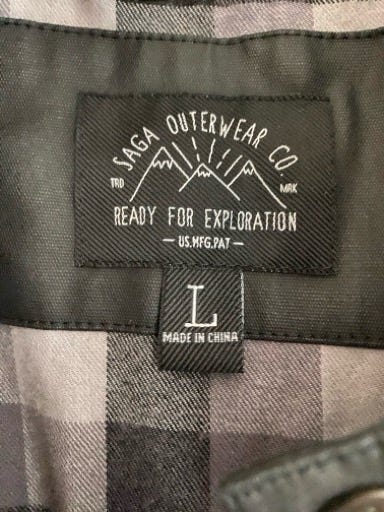 SAGA OUTERWEAR CO.
TRD MRK
READY FOR EXPLORATION
— US.MFG.PAT —
L
MADE IN CHINA